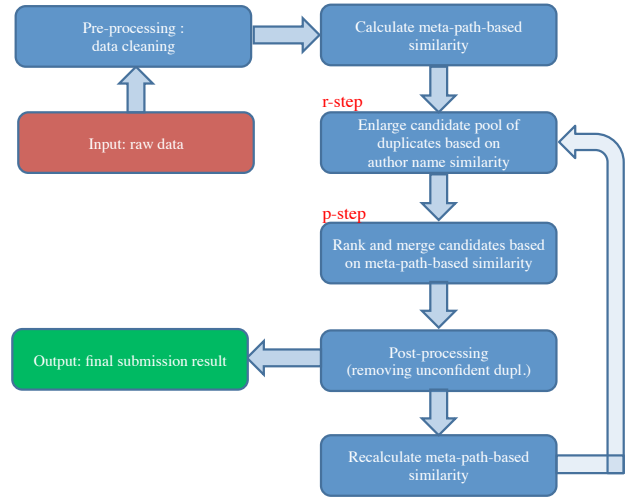 Pre-processing :
data cleaning
Calculate meta-path-based
similarity
Input: raw data
r-step
Enlarge candidate pool of
duplicates based on
author name similarity
p-step
Rank and merge candidates based
on meta-path-based similarity
Output: final submission result
Post-processing
(removing unconfident dupl.)
Recalculate meta-path-based
similarity